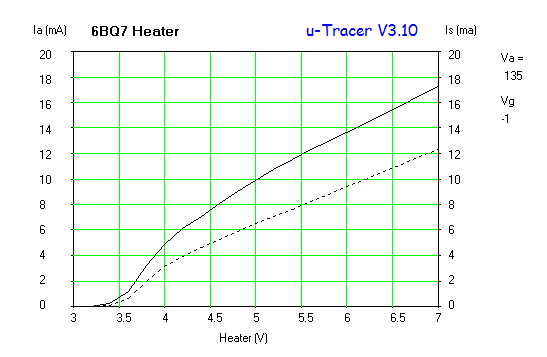 Ia (mA) 6BQ7 Heater u-Tracer V3.10 Is (ma)
20 20
Va =
18 18
135
16 16
Vg
-1
14 14
12 12
10 10
8 8
6 6
4 4
2 2
0 0
3 3.5 4 4.5 5 5.5 6 6.5 7
Heater (V)